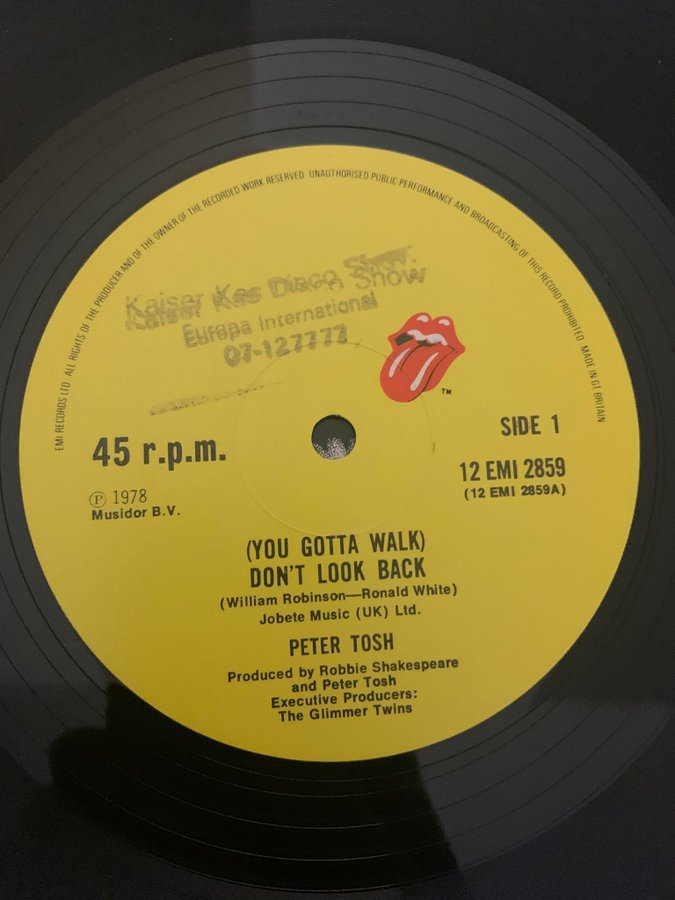 EMI RECORDS LTD ALL RIGHTS OF THE PRODUCER AND OF THE OWNER OF THE RECORDED WORK RESERVED UNAUTHORISED PUBLIC PERFORMANCE AND BROADCASTING OF THIS RECORD PROHIBITED MADE IN GT BRITAIN
Kaiser Kas Disco Show
Europa International
07-127777
TM
45 r.p.m.
SIDE 1
℗ 1978
Musidor B.V.
12 EMI 2859
(12 EMI 2859A)
(YOU GOTTA WALK)
DON'T LOOK BACK
(William Robinson—Ronald White)
Jobete Music (UK) Ltd.
PETER TOSH
Produced by Robbie Shakespeare
and Peter Tosh
Executive Producers:
The Glimmer Twins